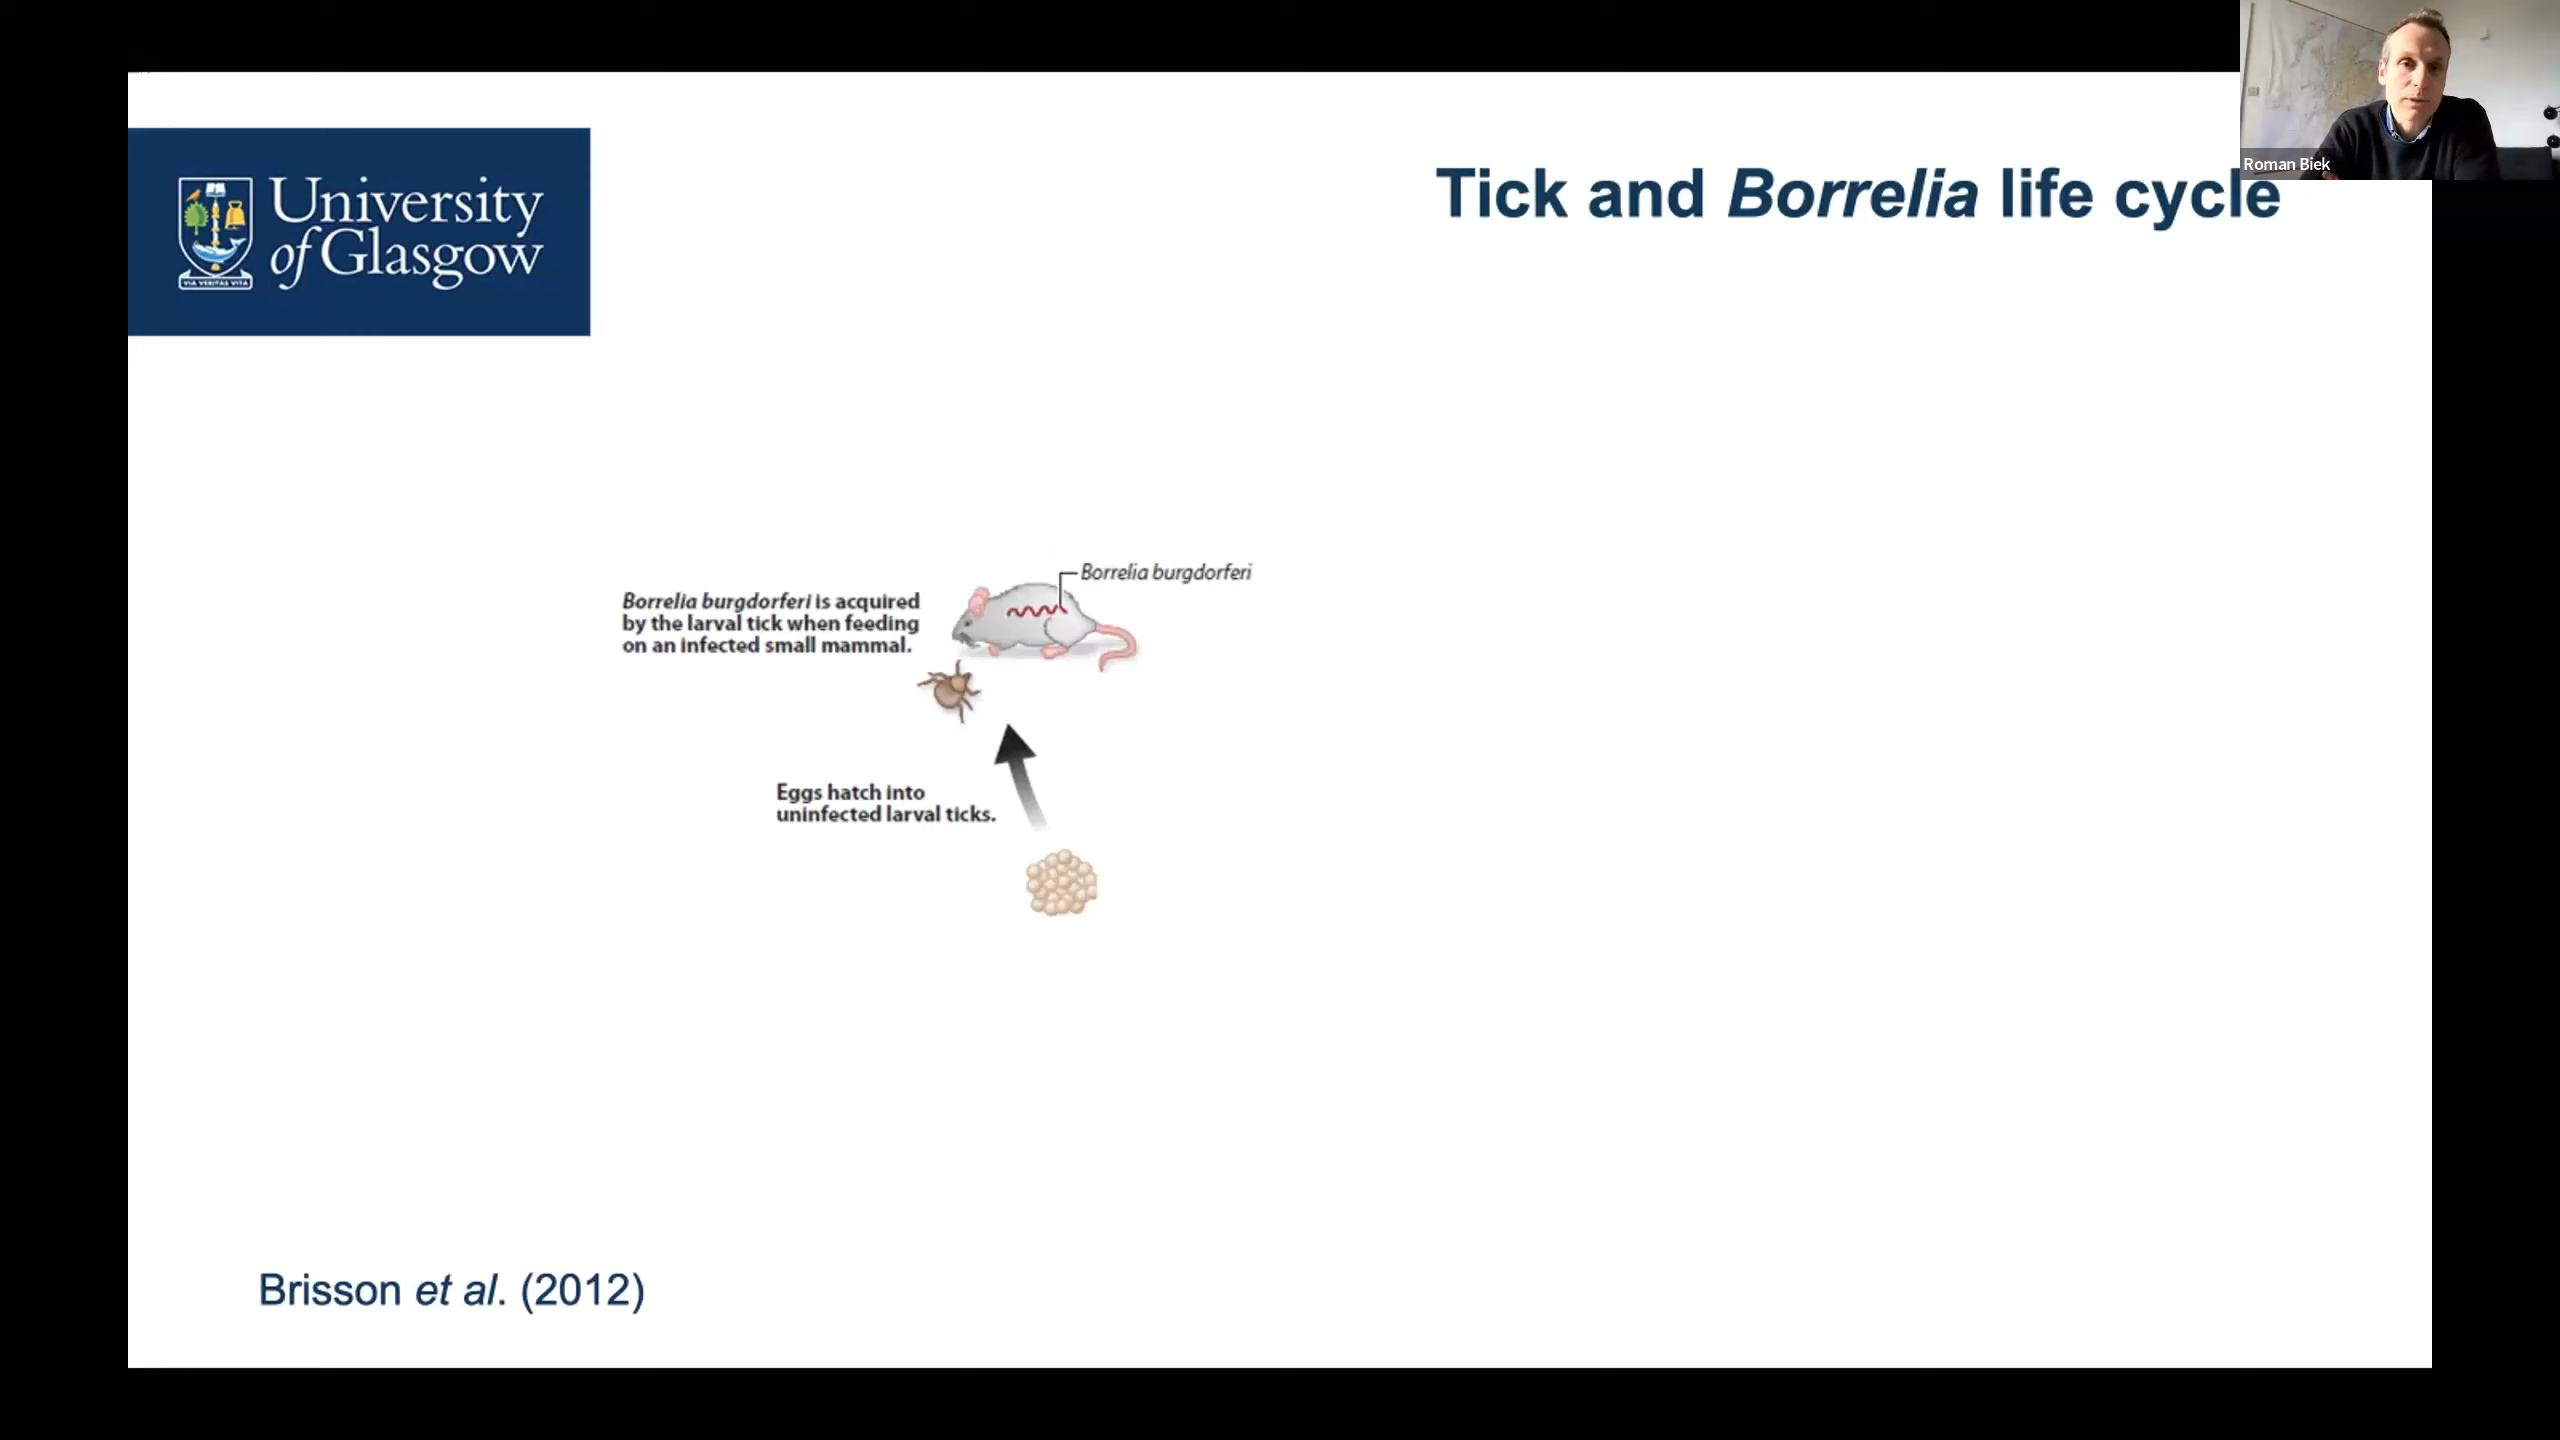 University
of Glasgow
VIA VERITAS VITA
Roman Biek
Tick and Borrelia life cycle
Borrelia burgdorferi
Borrelia burgdorferi is acquired
by the larval tick when feeding
on an infected small mammal.
Eggs hatch into
uninfected larval ticks.
Brisson et al. (2012)